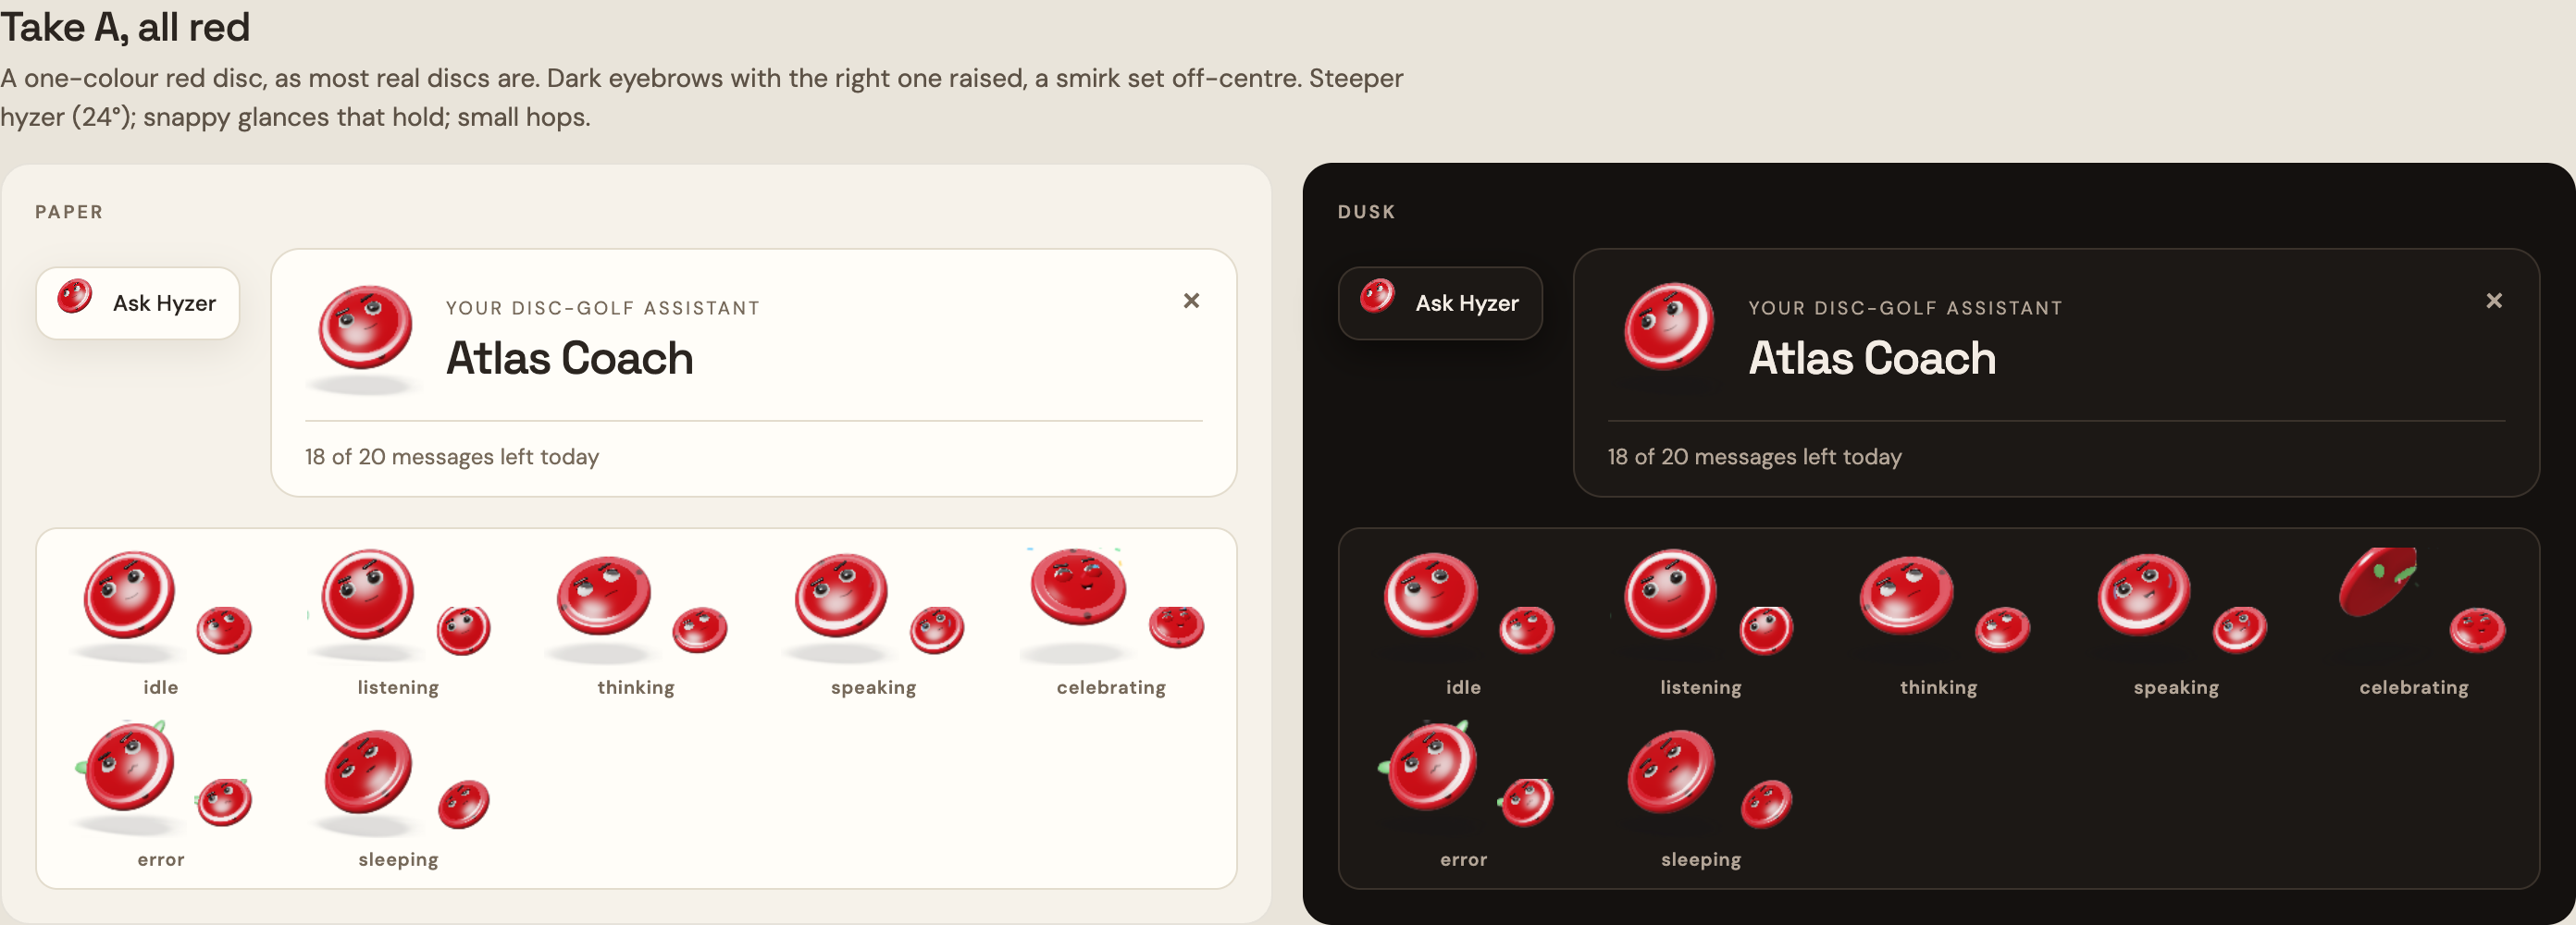 Take A, all red
A one-colour red disc, as most real discs are. Dark eyebrows with the right one raised, a smirk set off-centre. Steeper
hyzer (24°); snappy glances that hold; small hops.
PAPER
Ask Hyzer
YOUR DISC-GOLF ASSISTANT
Atlas Coach
×
18 of 20 messages left today
idle
listening
thinking
speaking
celebrating
error
sleeping
DUSK
Ask Hyzer
YOUR DISC-GOLF ASSISTANT
Atlas Coach
×
18 of 20 messages left today
idle
listening
thinking
speaking
celebrating
error
sleeping